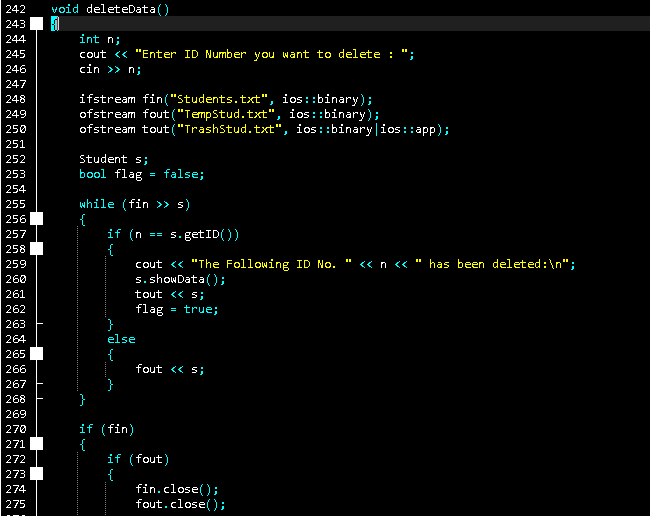 242 void deleteData()
243 {
244     int n;
245     cout << "Enter ID Number you want to delete : ";
246     cin >> n;
247
248     ifstream fin("Students.txt", ios::binary);
249     ofstream fout("TempStud.txt", ios::binary);
250     ofstream tout("TrashStud.txt", ios::binary|ios::app);
251
252     Student s;
253     bool flag = false;
254
255     while (fin >> s)
256     {
257         if (n == s.getID())
258         {
259             cout << "The Following ID No. " << n << " has been deleted:\n";
260             s.showData();
261             tout << s;
262             flag = true;
263         }
264         else
265         {
266             fout << s;
267         }
268     }
269
270     if (fin)
271     {
272         if (fout)
273         {
274             fin.close();
275             fout.close();